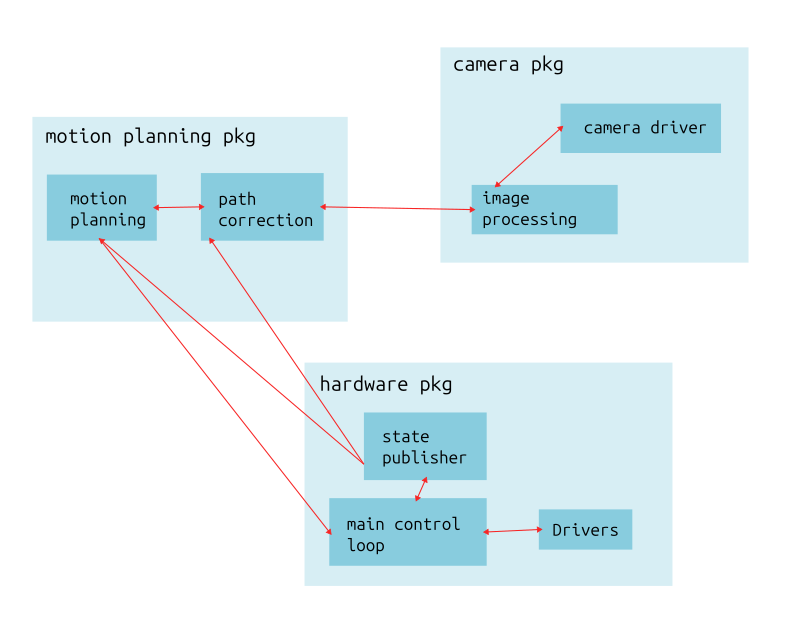 camera pkg
camera driver
image
processing
motion planning pkg
motion
planning
path
correction
hardware pkg
state
publisher
main control
loop
Drivers